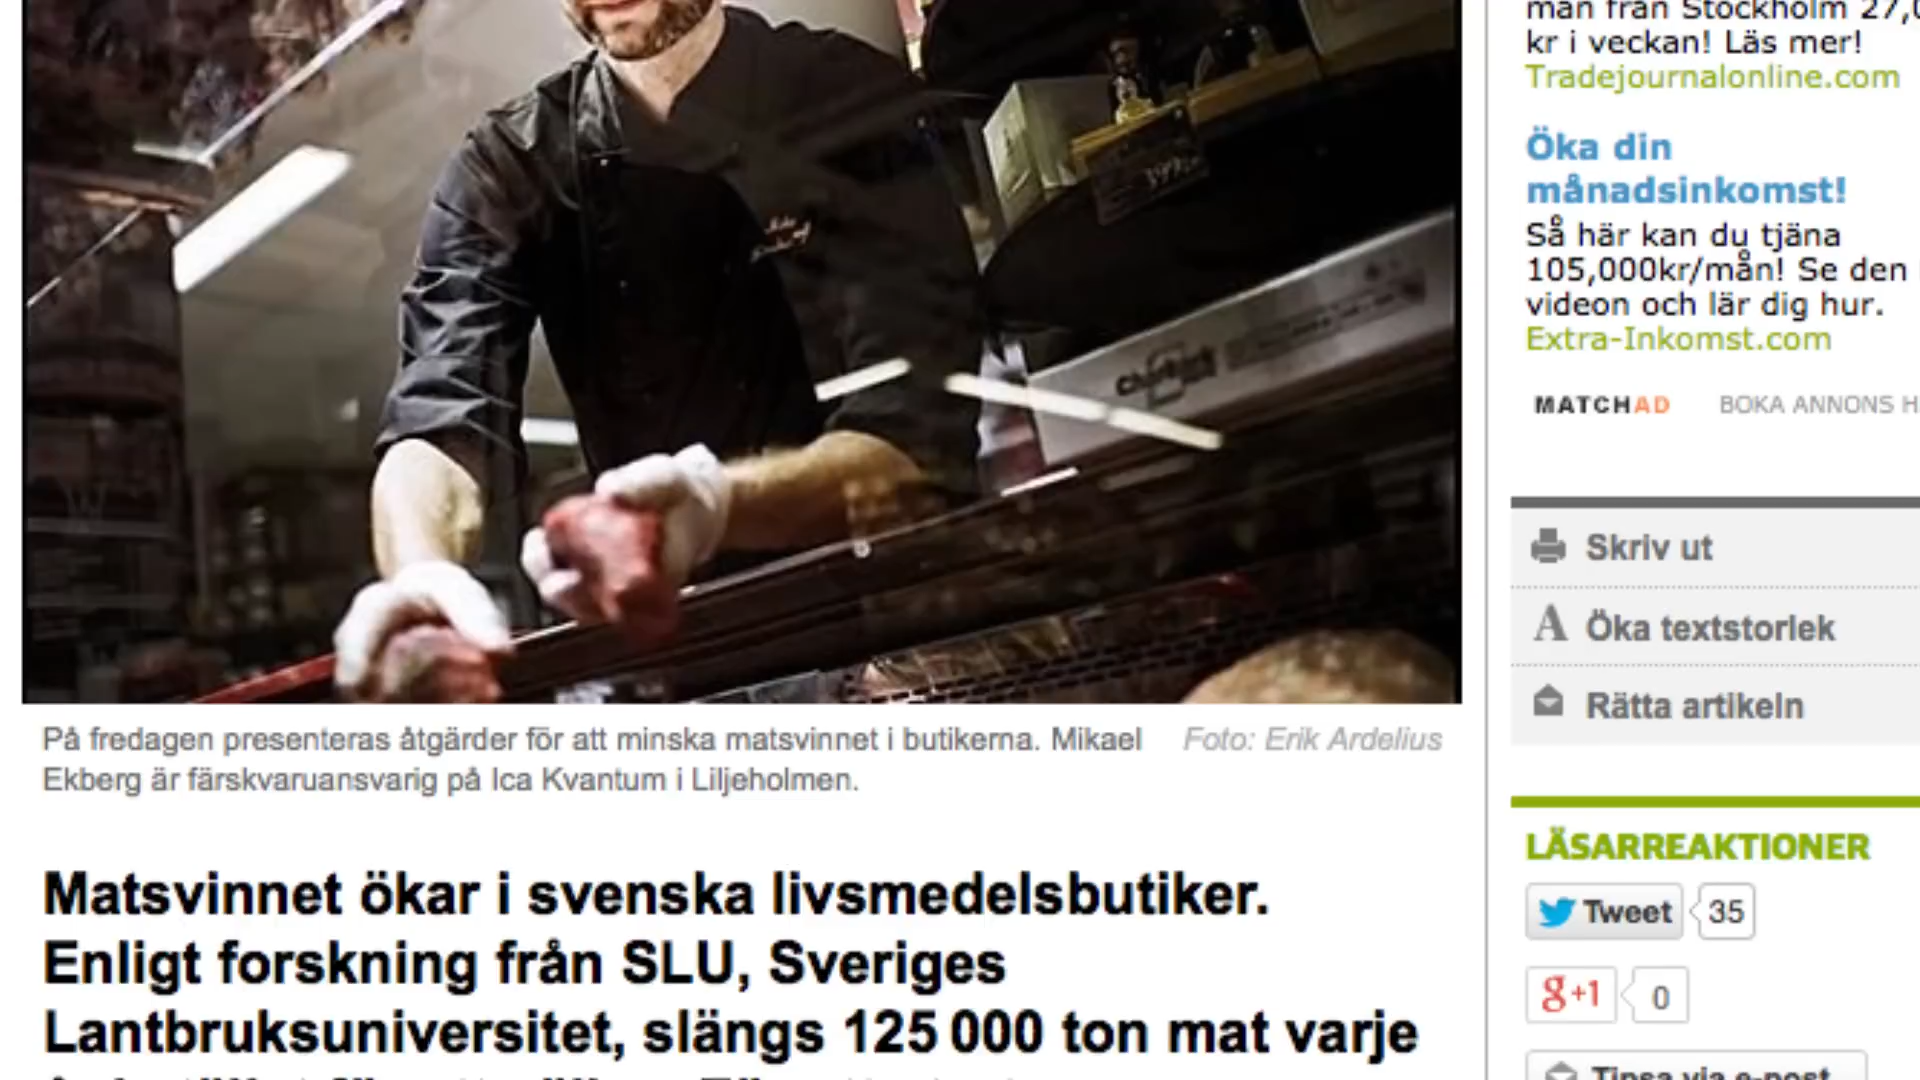 På fredagen presenteras åtgärder för att minska matsvinnet i butikerna. Mikael
Ekberg är färskvaruansvarig på Ica Kvantum i Liljeholmen.
Foto: Erik Ardelius
Matsvinnet ökar i svenska livsmedelsbutiker.
Enligt forskning från SLU, Sveriges
Lantbruksuniversitet, slängs 125 000 ton mat varje
man från Stockholm
kr i veckan! Läs mer!
Tradejournalonline.com
Öka din
månadsinkomst!
Så här kan du tjäna
105,000kr/mån! Se den
videon och lär dig hur.
Extra-Inkomst.com
MATCHAD BOKA ANNONS
Skriv ut
A Öka textstorlek
Rätta artikeln
LÄSARREAKTIONER
Tweet 35
g+1 0
Tipsa via e-post